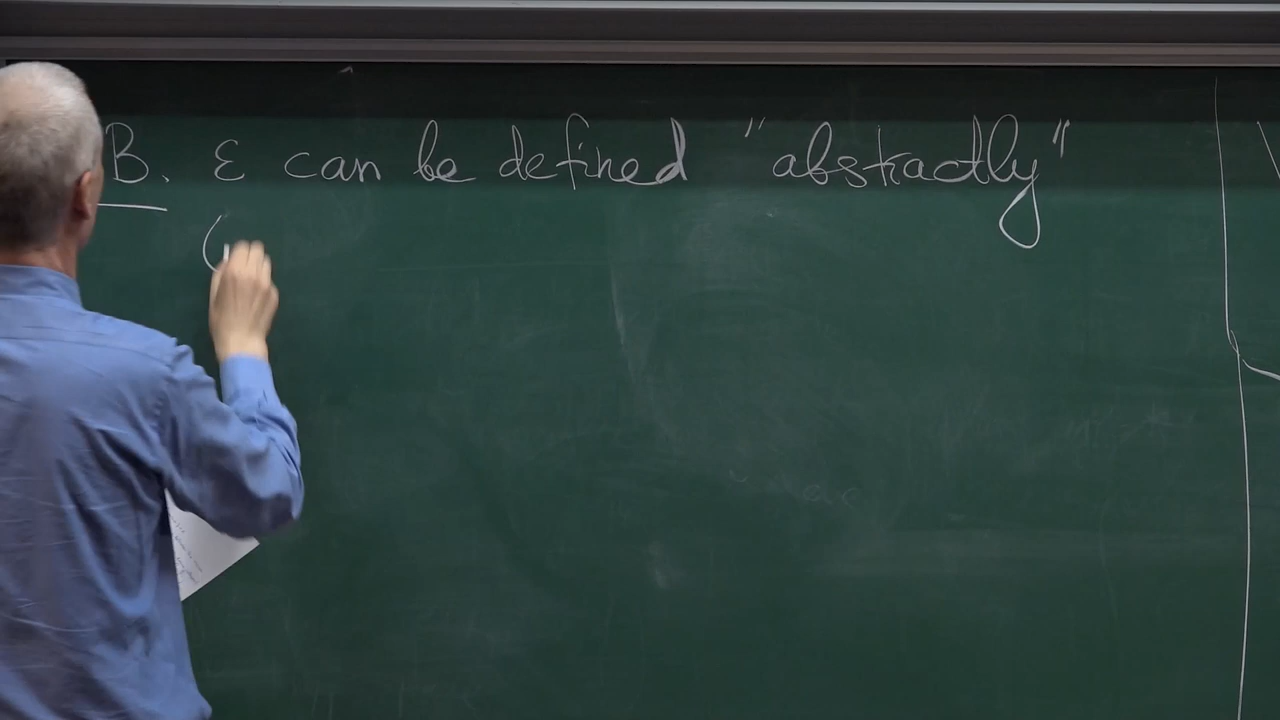 B. ε can be defined "abstractly"
(